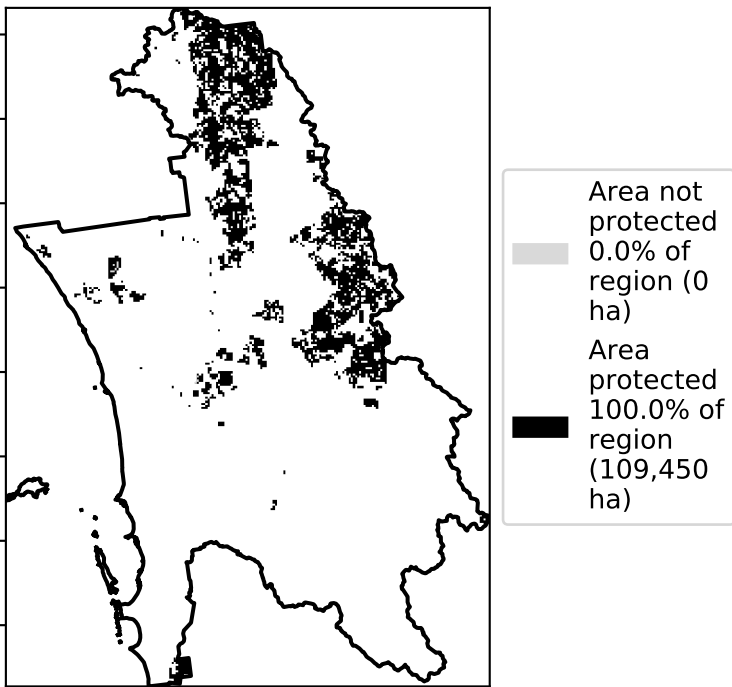 Area not
protected
0.0% of
region (0
ha)
Area
protected
100.0% of
region
(109,450
ha)